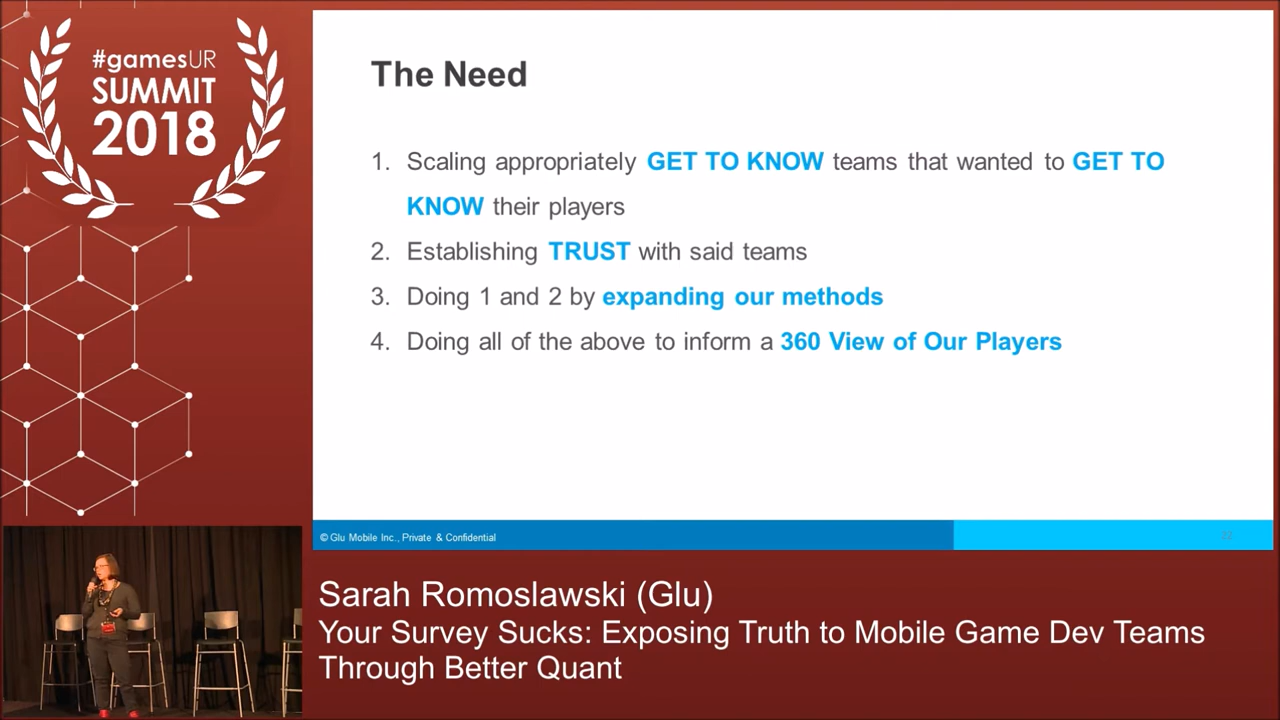 #gamesUR
SUMMIT
2018
The Need
1. Scaling appropriately GET TO KNOW teams that wanted to GET TO
KNOW their players
2. Establishing TRUST with said teams
3. Doing 1 and 2 by expanding our methods
4. Doing all of the above to inform a 360 View of Our Players
© Glu Mobile Inc., Private & Confidential
22
Sarah Romoslawski (Glu)
Your Survey Sucks: Exposing Truth to Mobile Game Dev Teams
Through Better Quant